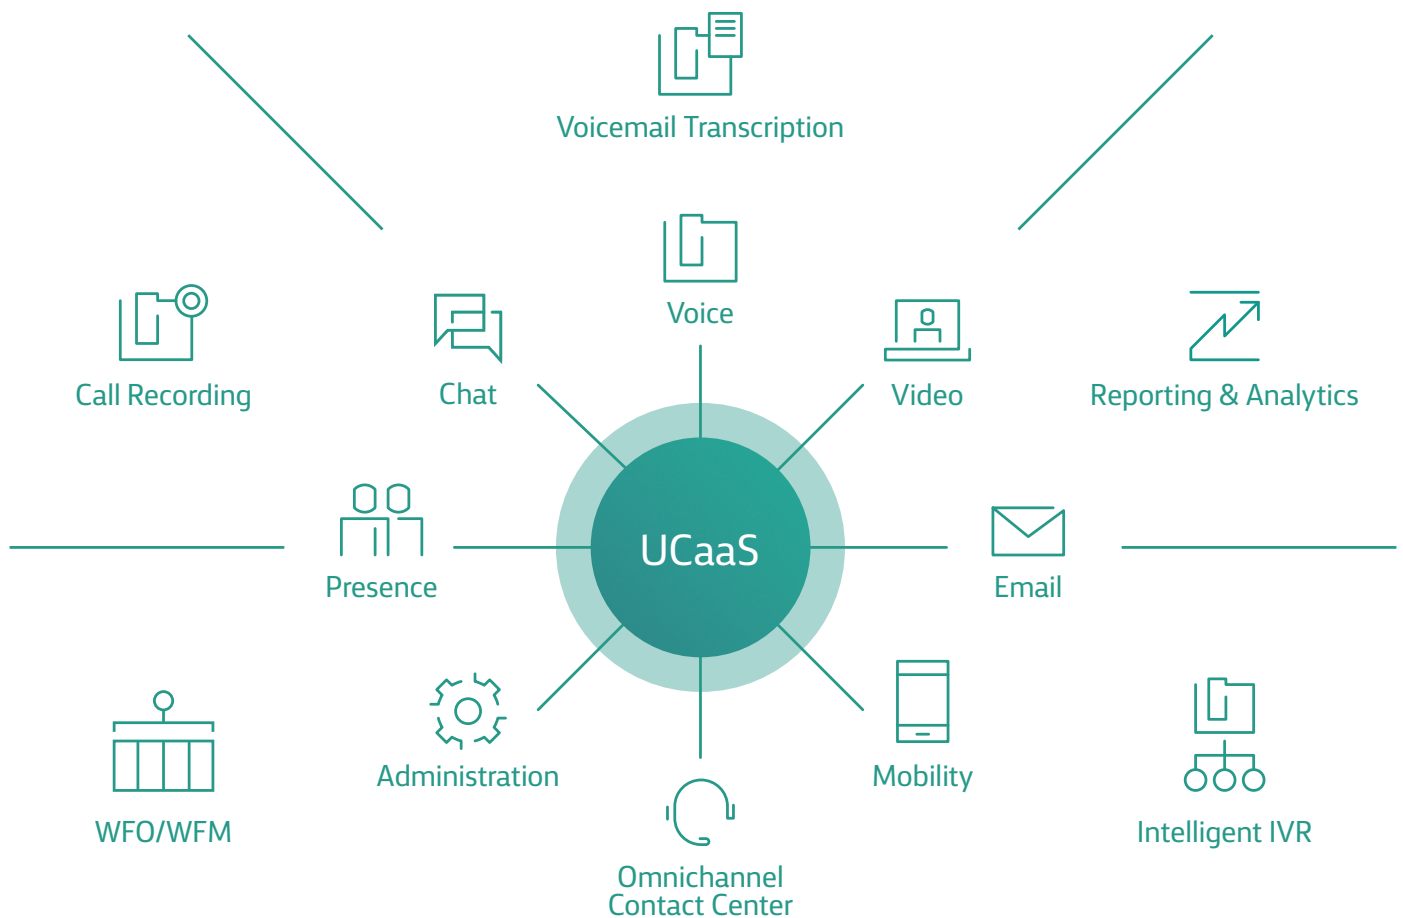 Voicemail Transcription
Voice
Call Recording
Chat
Video
Reporting & Analytics
UCaaS
Presence
Email
Administration
Mobility
WFO/WFM
Intelligent IVR
Omnichannel
Contact Center